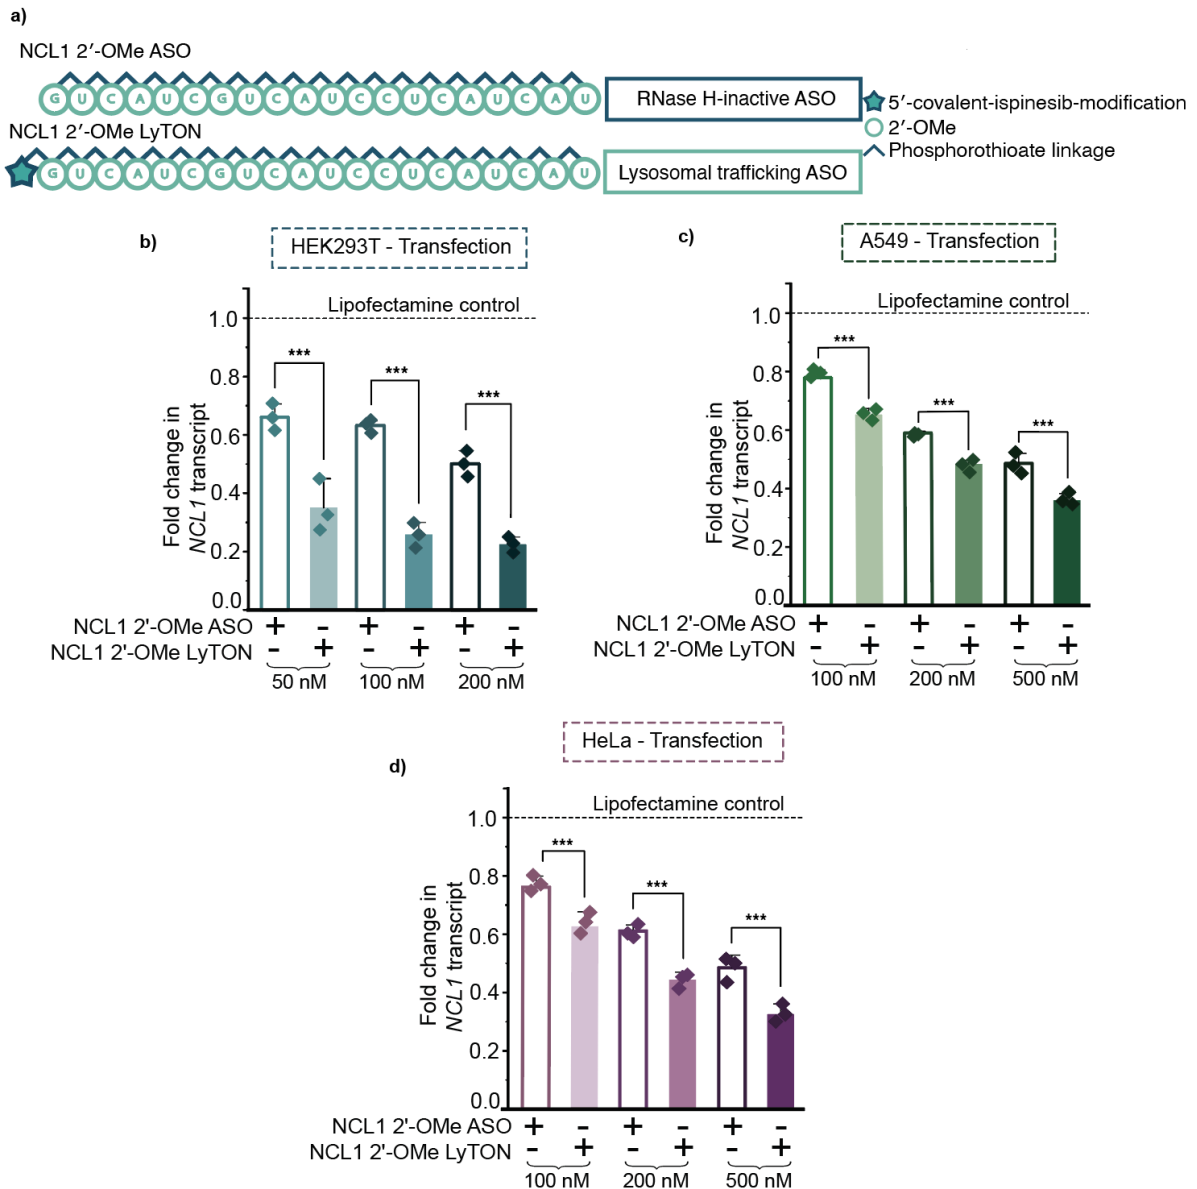 a)
NCL1 2′-OMe ASO
G U C A U C G U C A U C C U C A U C A U
RNase H-inactive ASO
NCL1 2′-OMe LyTON
G U C A U C G U C A U C C U C A U C A U
Lysosomal trafficking ASO
5′-covalent-ispinesib-modification
2′-OMe
Phosphorothioate linkage
b)
HEK293T - Transfection
Lipofectamine control
Fold change in
NCL1 transcript
1.0
0.8
0.6
0.4
0.2
0.0
***
***
***
NCL1 2'-OMe ASO + - + - + -
NCL1 2'-OMe LyTON - + - + - +
50 nM 100 nM 200 nM
c)
A549 - Transfection
Lipofectamine control
Fold change in
NCL1 transcript
1.0
0.8
0.6
0.4
0.2
0.0
***
***
***
NCL1 2'-OMe ASO + - + - + -
NCL1 2'-OMe LyTON - + - + - +
100 nM 200 nM 500 nM
d)
HeLa - Transfection
Lipofectamine control
Fold change in
NCL1 transcript
1.0
0.8
0.6
0.4
0.2
0.0
***
***
***
NCL1 2'-OMe ASO + - + - + -
NCL1 2'-OMe LyTON - + - + - +
100 nM 200 nM 500 nM